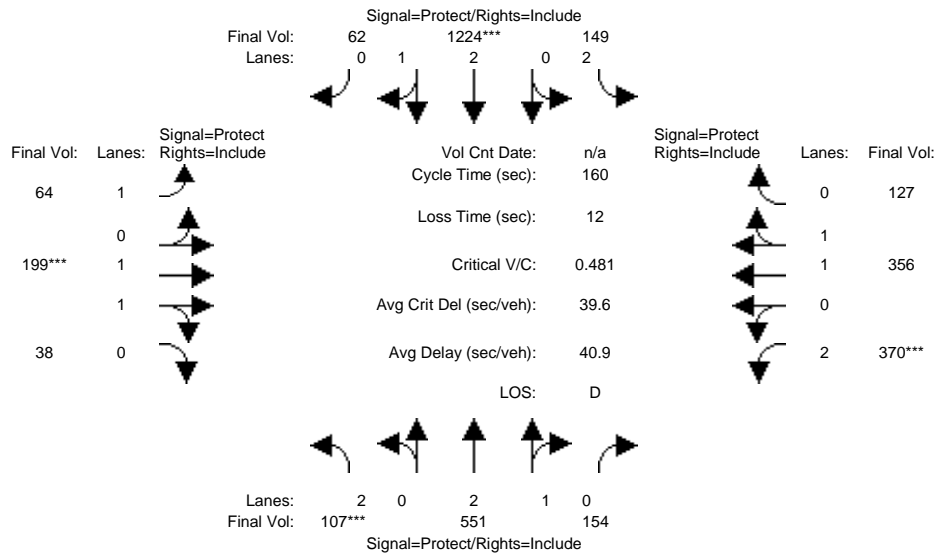 Signal=Protect/Rights=Include
Final Vol: 62 1224*** 149
Lanes: 0 1 2 0 2
Signal=Protect
Final Vol: Lanes: Rights=Include
Vol Cnt Date: n/a
Signal=Protect
Rights=Include Lanes: Final Vol:
Cycle Time (sec): 160
64 1
0 127
Loss Time (sec): 12
0
1
199*** 1
Critical V/C: 0.481
1 356
1
Avg Crit Del (sec/veh): 39.6
0
38 0
Avg Delay (sec/veh): 40.9
2 370***
LOS: D
Lanes: 2 0 2 1 0
Final Vol: 107*** 551 154
Signal=Protect/Rights=Include